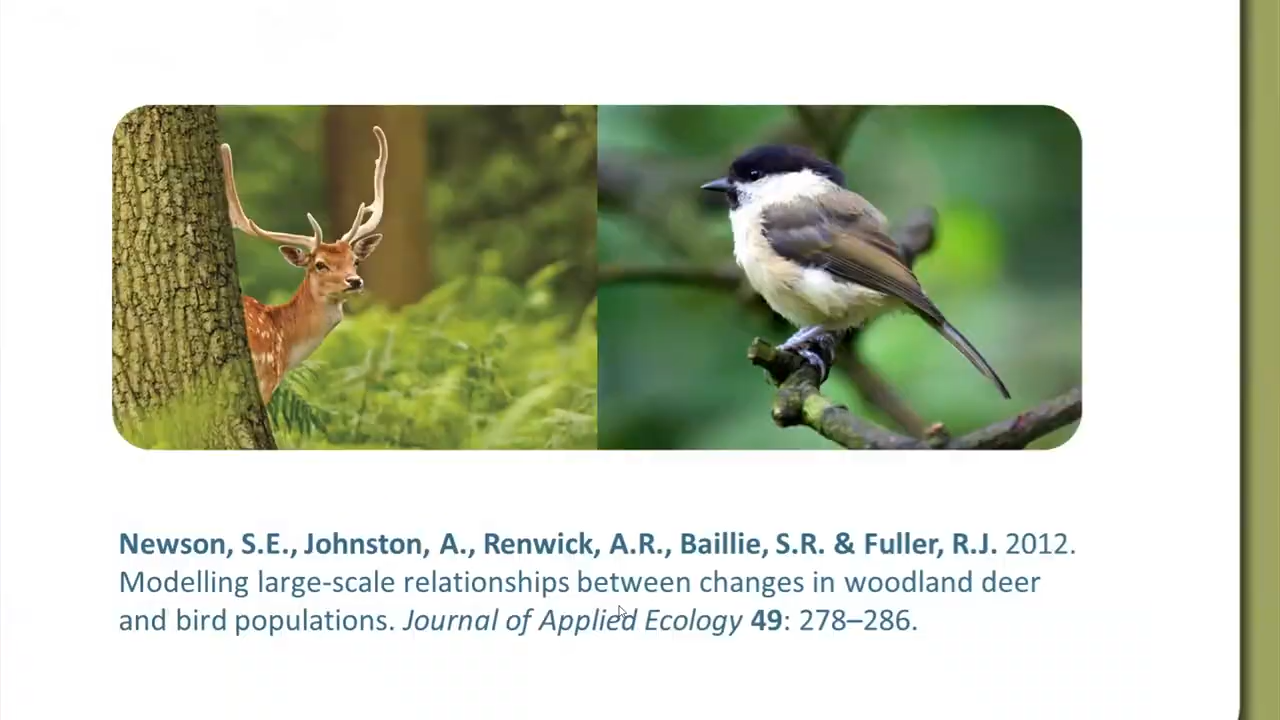 Newson, S.E., Johnston, A., Renwick, A.R., Baillie, S.R. & Fuller, R.J. 2012.
Modelling large-scale relationships between changes in woodland deer
and bird populations. Journal of Applied Ecology 49: 278–286.